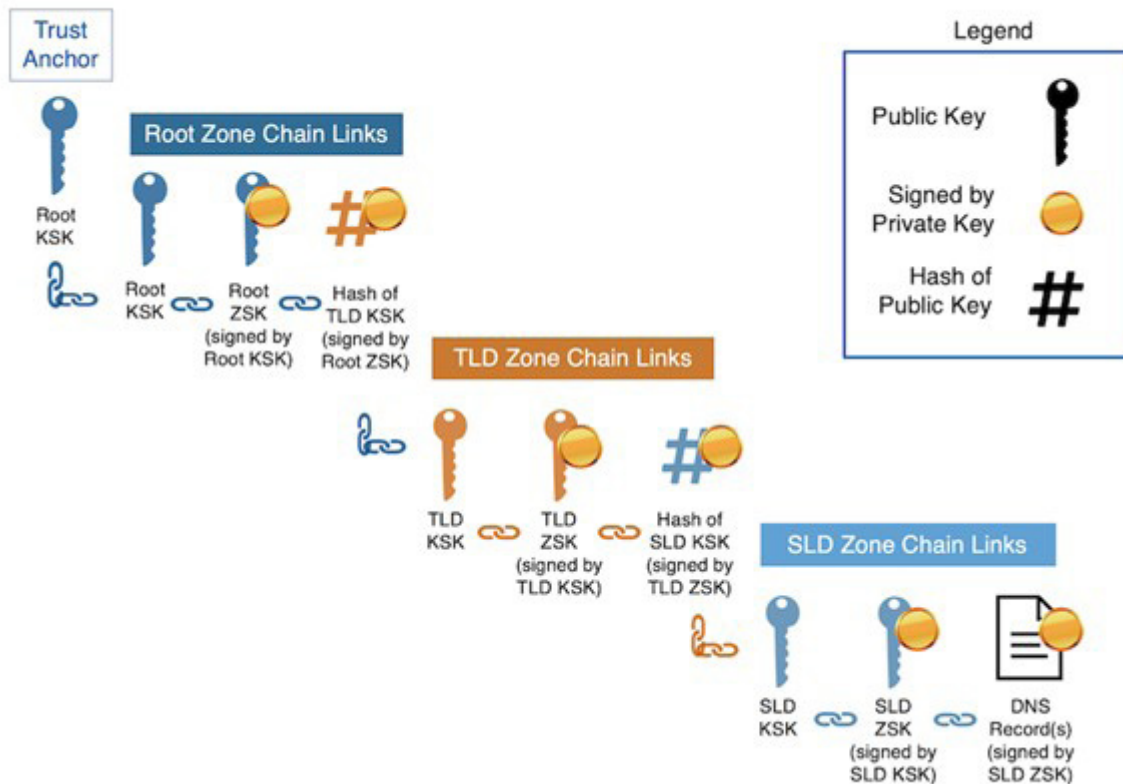 Trust
Anchor
Root
KSK
Root Zone Chain Links
Root
KSK
Root
ZSK
(signed by
Root KSK)
Hash of
TLD KSK
(signed by
Root ZSK)
TLD Zone Chain Links
TLD
KSK
TLD
ZSK
(signed by
TLD KSK)
Hash of
SLD KSK
(signed by
TLD ZSK)
SLD Zone Chain Links
SLD
KSK
SLD
ZSK
(signed by
SLD KSK)
DNS
Record(s)
(signed by
SLD ZSK)
Legend
Public Key
Signed by
Private Key
Hash of
Public Key